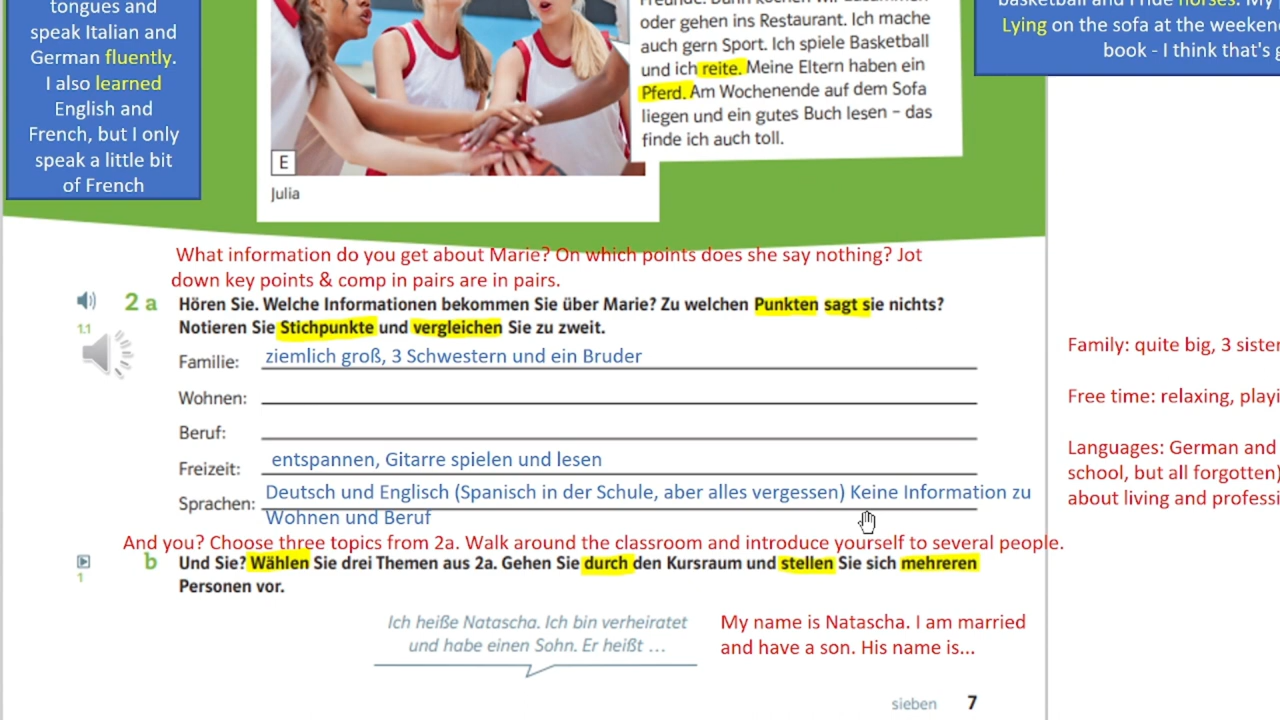 tongues and
speak Italian and
German fluently.
I also learned
English and
French, but I only
speak a little bit
of French
E
Julia
oder gehen ins Restaurant. Ich mache
auch gern Sport. Ich spiele Basketball
und ich reite. Meine Eltern haben ein
Pferd. Am Wochenende auf dem Sofa
liegen und ein gutes Buch lesen – das
finde ich auch toll.
basketball and I ride horses. My
Lying on the sofa at the weekend
book - I think that's g
What information do you get about Marie? On which points does she say nothing? Jot
down key points & comp in pairs are in pairs.
2 a
Hören Sie. Welche Informationen bekommen Sie über Marie? Zu welchen Punkten sagt sie nichts?
1.1
Notieren Sie Stichpunkte und vergleichen Sie zu zweit.
Familie: ziemlich groß, 3 Schwestern und ein Bruder
Wohnen:
Beruf:
Freizeit: entspannen, Gitarre spielen und lesen
Sprachen: Deutsch und Englisch (Spanisch in der Schule, aber alles vergessen) Keine Information zu
Wohnen und Beruf
Family: quite big, 3 sister
Free time: relaxing, playi
Languages: German and
school, but all forgotten)
about living and professi
And you? Choose three topics from 2a. Walk around the classroom and introduce yourself to several people.
b Und Sie? Wählen Sie drei Themen aus 2a. Gehen Sie durch den Kursraum und stellen Sie sich mehreren
1
Personen vor.
Ich heiße Natascha. Ich bin verheiratet
und habe einen Sohn. Er heißt ...
My name is Natascha. I am married
and have a son. His name is...
sieben 7